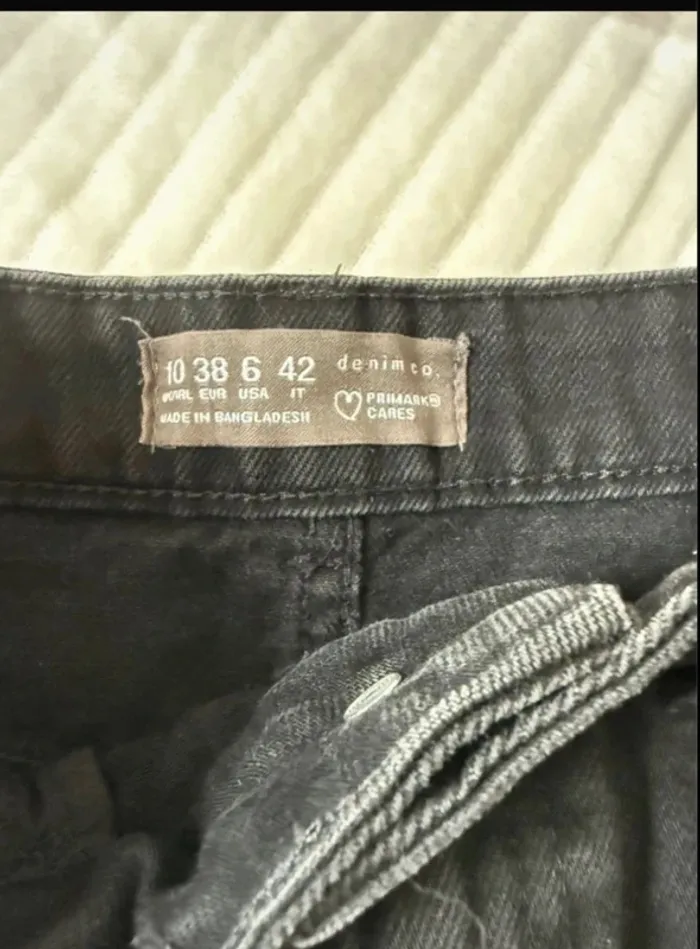 10 38 6 42
UK/IRL EUR USA IT
MADE IN BANGLADESH
denim co.
PRIMARK®
CARES